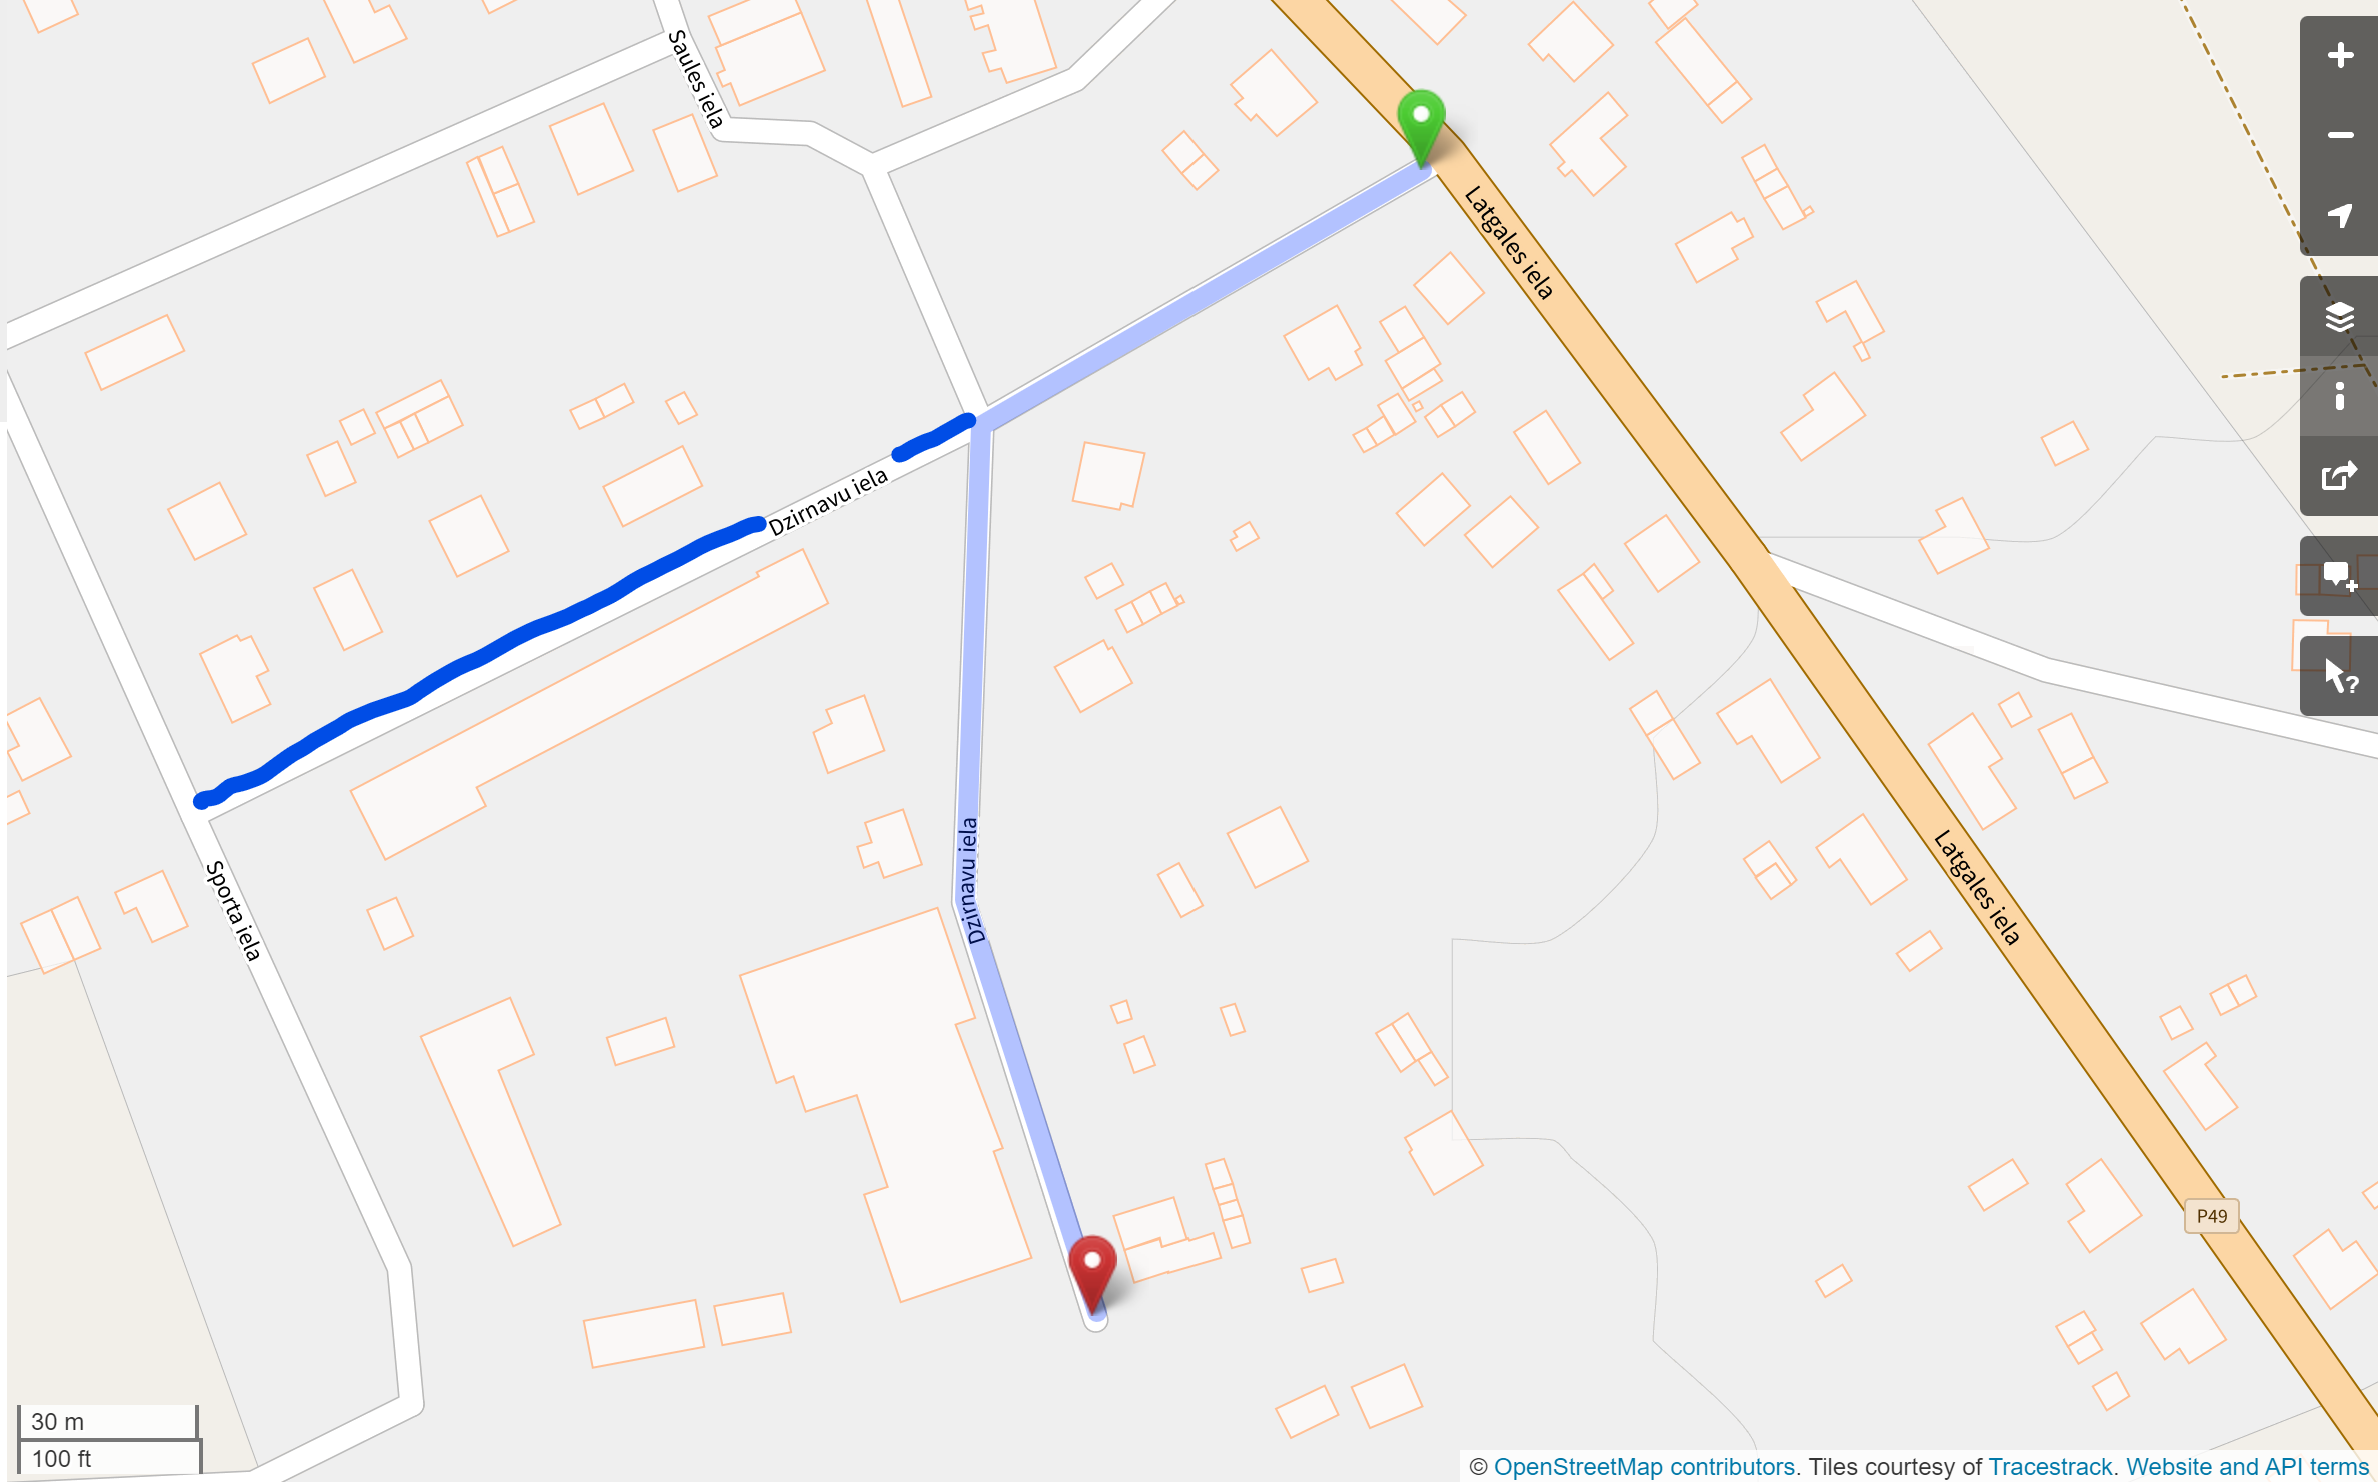 Saules iela
Latgales iela
Dzirnavu iela
Dzirnavu iela
Sporta iela
Latgales iela
P49
30 m
100 ft
© OpenStreetMap contributors. Tiles courtesy of Tracestrack. Website and API terms